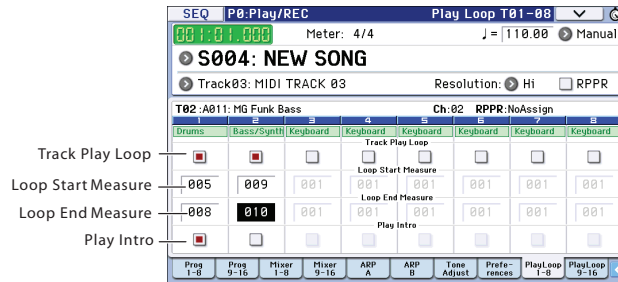 SEQ P0:Play/REC Play Loop T01-08
001:01.000 Meter: 4/4 ♩= 110.00 Manual
S004: NEW SONG
Track03: MIDI TRACK 03 Resolution: Hi RPPR
T02:A011: MG Funk Bass Ch:02 RPPR:NoAssign
1 2 3 4 5 6 7 8
Drums Bass/Synth Keyboard Keyboard Keyboard Keyboard Keyboard Keyboard
Track Play Loop
Track Play Loop
Loop Start Measure
Loop Start Measure 005 009 001 001 001 001 001 001
Loop End Measure
Loop End Measure 008 010 001 001 001 001 001 001
Play Intro
Play Intro
Prog 1-8 Prog 9-16 Mixer 1-8 Mixer 9-16 ARP A ARP B Tone Adjust Prefe-rences PlayLoop 1-8 PlayLoop 9-16